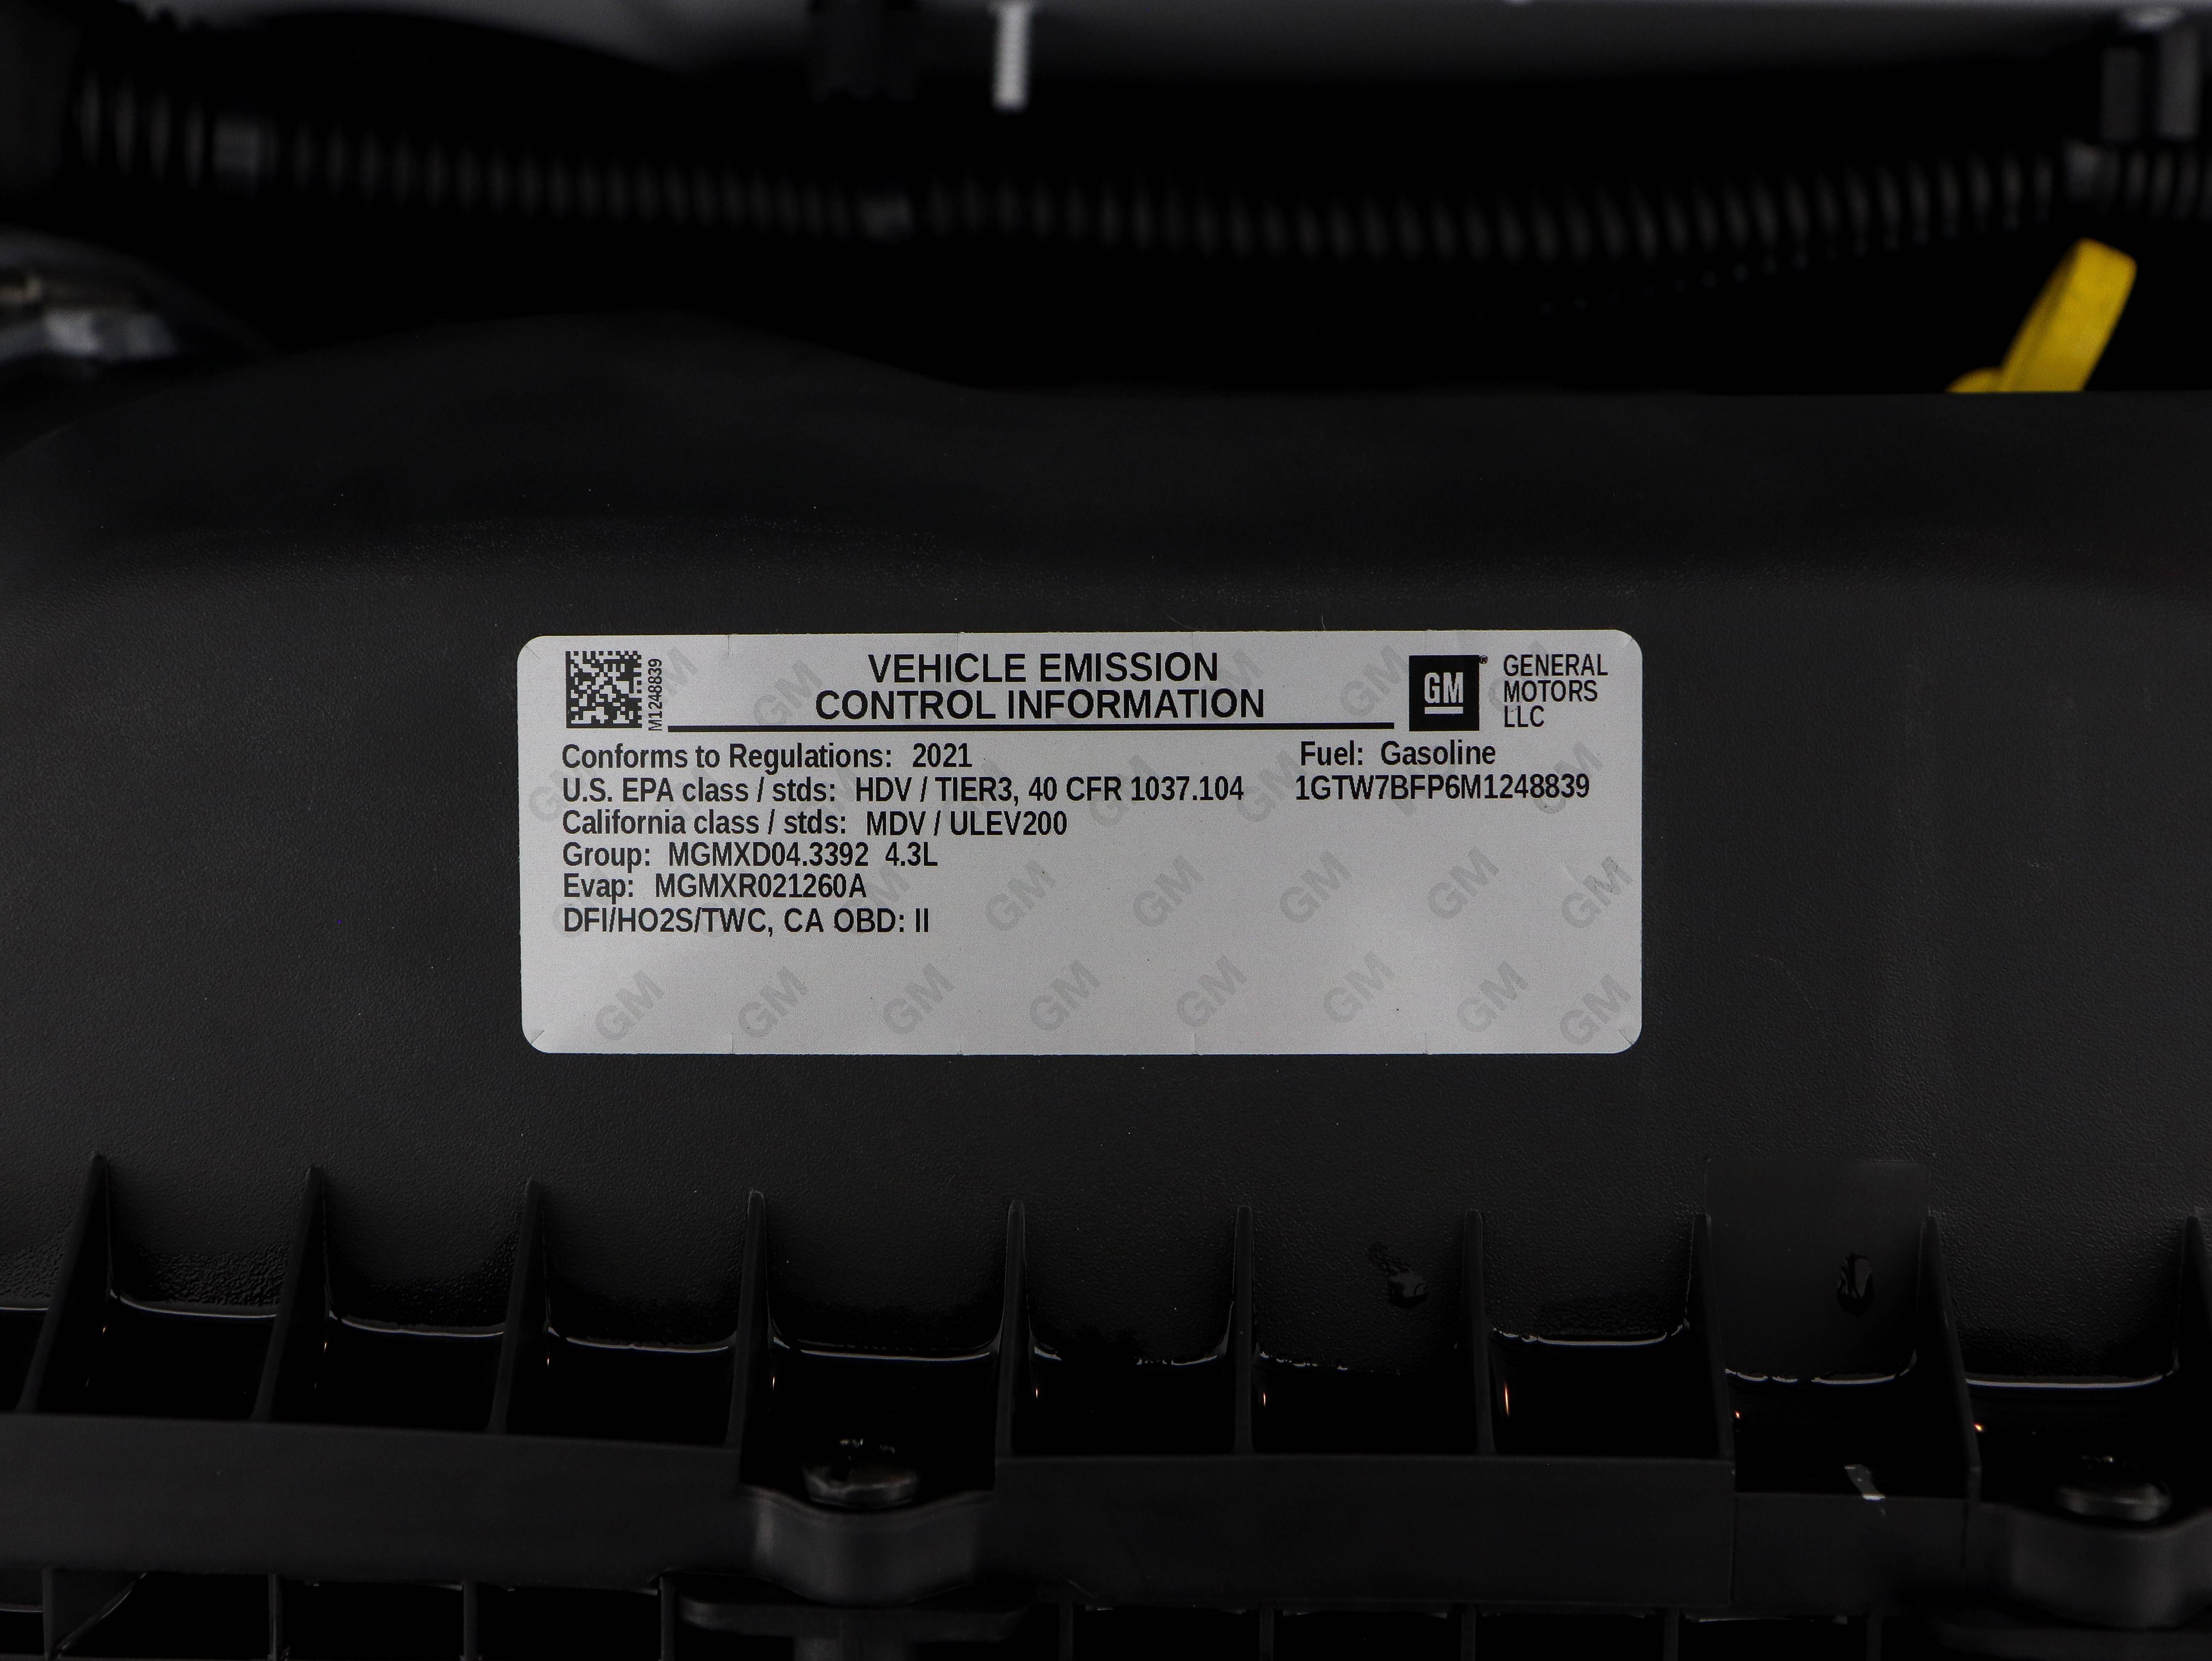 M1248839
VEHICLE EMISSION
CONTROL INFORMATION
GM
GENERAL
MOTORS
LLC
Conforms to Regulations: 2021
Fuel: Gasoline
U.S. EPA class / stds: HDV / TIER3, 40 CFR 1037.104
1GTW7BFP6M1248839
California class / stds: MDV / ULEV200
Group: MGMXD04.3392 4.3L
Evap: MGMXR021260A
DFI/HO2S/TWC, CA OBD: II